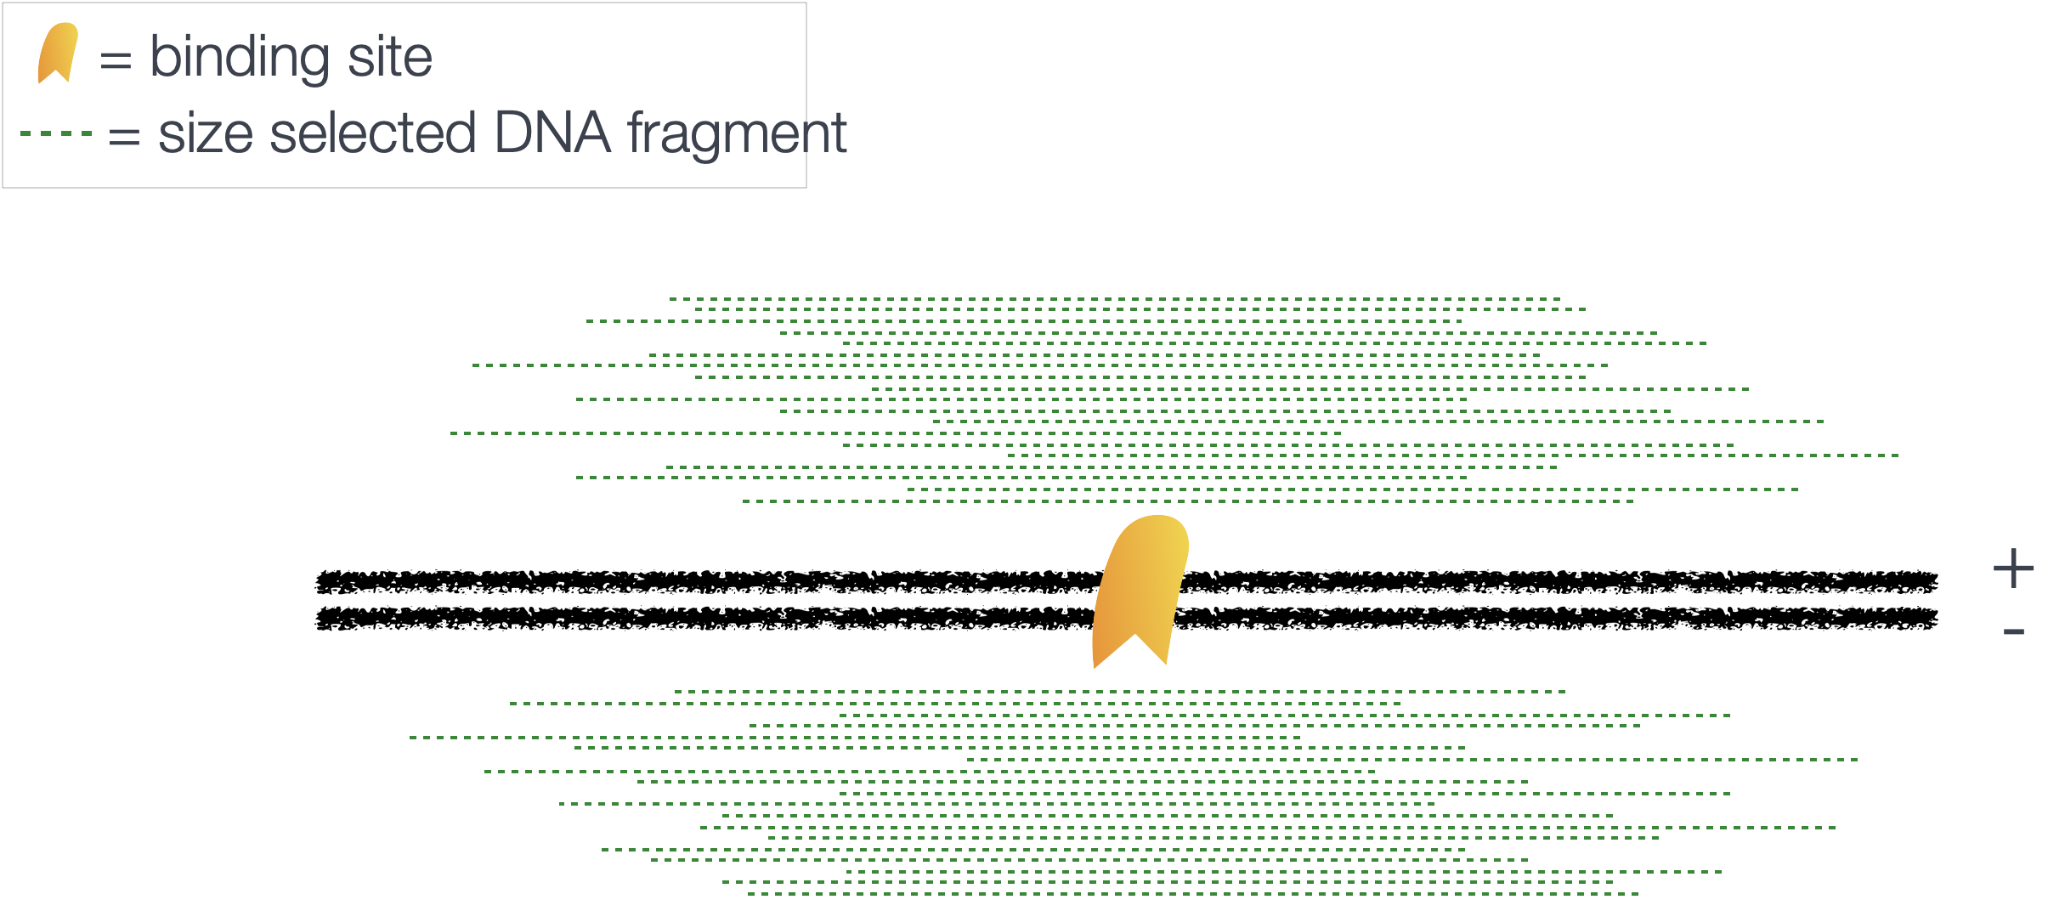 = binding site
= size selected DNA fragment
+
-